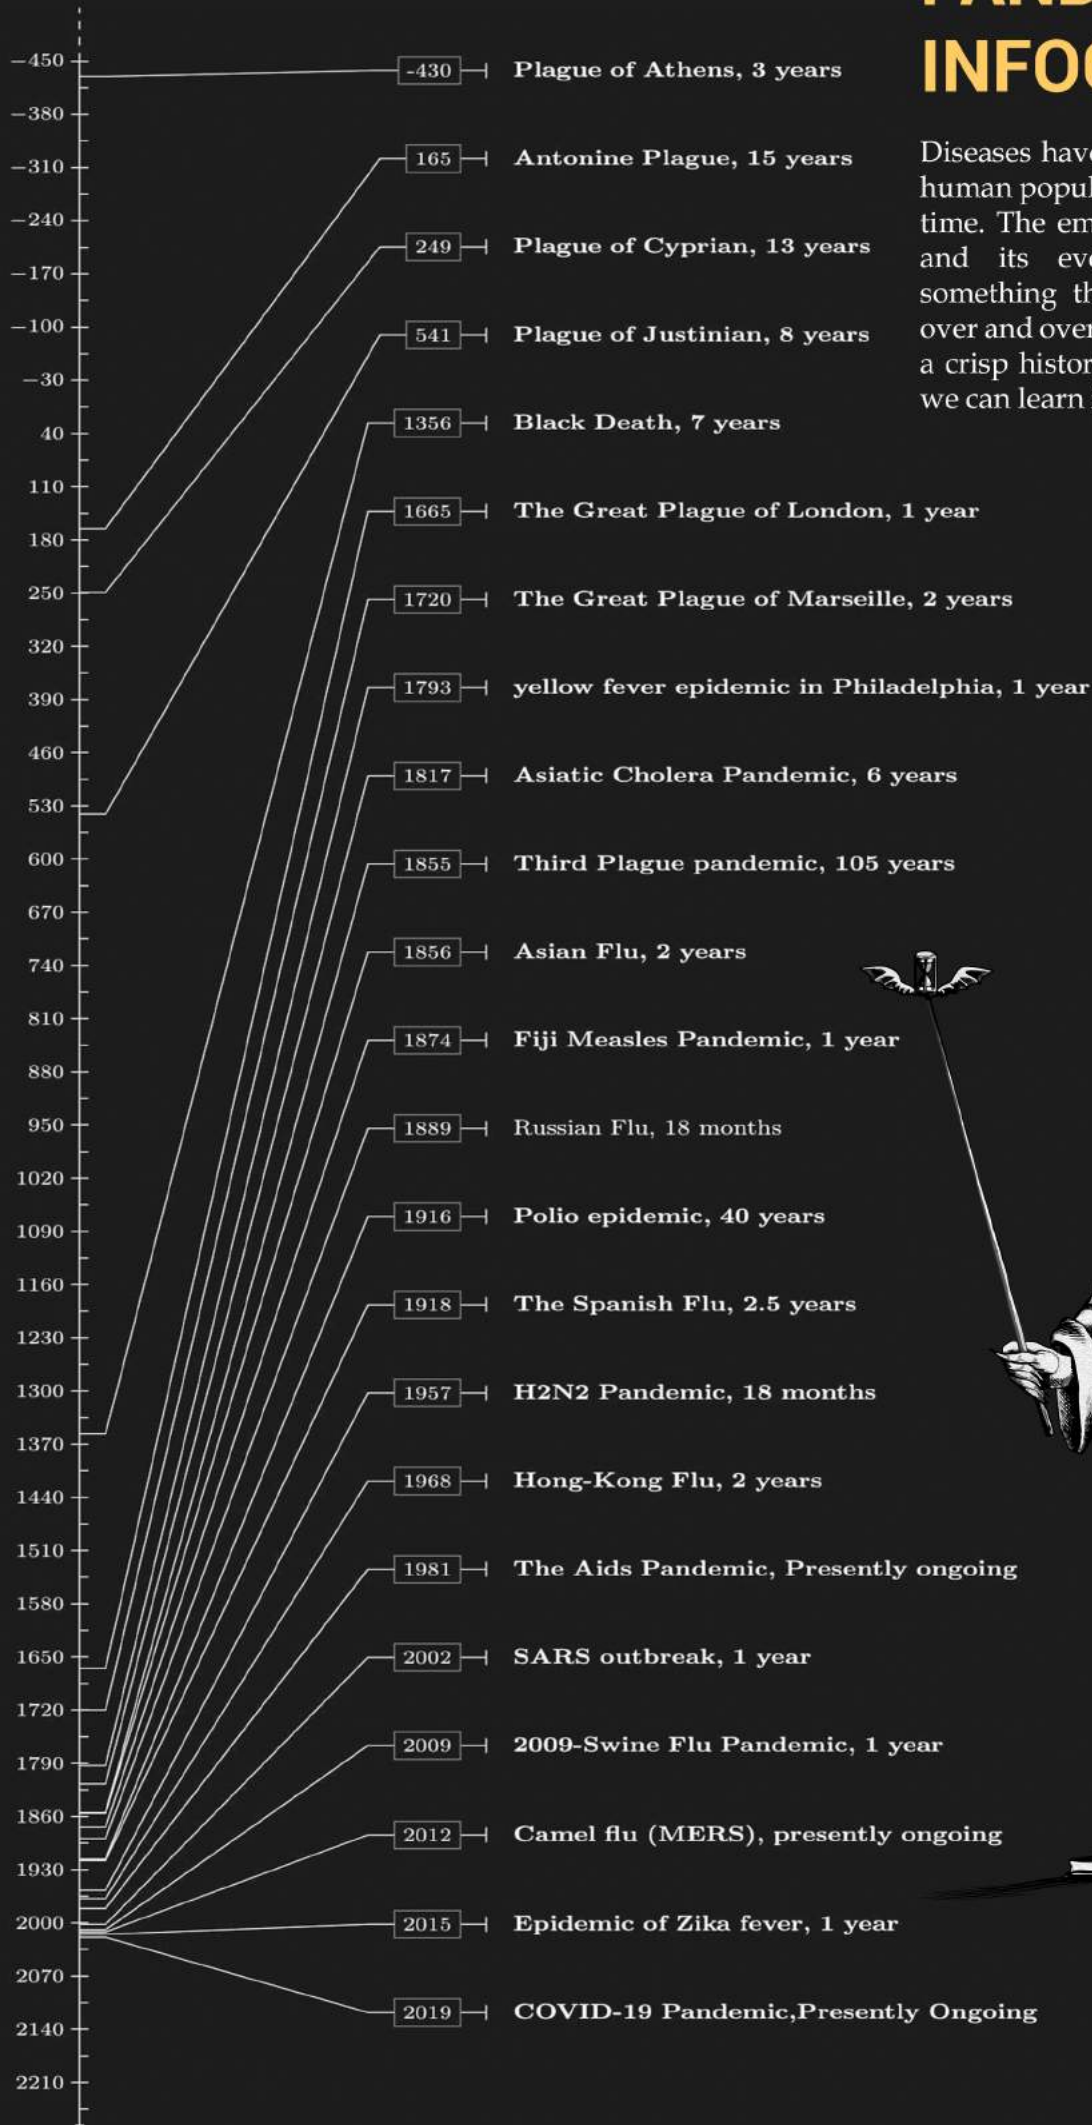 INFO
Diseases have
human popul
time. The em
and its eve
something th
over and over
a crisp histor
we can learn
-450
-380
-310
-240
-170
-100
-30
40
110
180
250
320
390
460
530
600
670
740
810
880
950
1020
1090
1160
1230
1300
1370
1440
1510
1580
1650
1720
1790
1860
1930
2000
2070
2140
2210
-430 Plague of Athens, 3 years
165 Antonine Plague, 15 years
249 Plague of Cyprian, 13 years
541 Plague of Justinian, 8 years
1356 Black Death, 7 years
1665 The Great Plague of London, 1 year
1720 The Great Plague of Marseille, 2 years
1793 yellow fever epidemic in Philadelphia, 1 year
1817 Asiatic Cholera Pandemic, 6 years
1855 Third Plague pandemic, 105 years
1856 Asian Flu, 2 years
1874 Fiji Measles Pandemic, 1 year
1889 Russian Flu, 18 months
1916 Polio epidemic, 40 years
1918 The Spanish Flu, 2.5 years
1957 H2N2 Pandemic, 18 months
1968 Hong-Kong Flu, 2 years
1981 The Aids Pandemic, Presently ongoing
2002 SARS outbreak, 1 year
2009 2009-Swine Flu Pandemic, 1 year
2012 Camel flu (MERS), presently ongoing
2015 Epidemic of Zika fever, 1 year
2019 COVID-19 Pandemic,Presently Ongoing